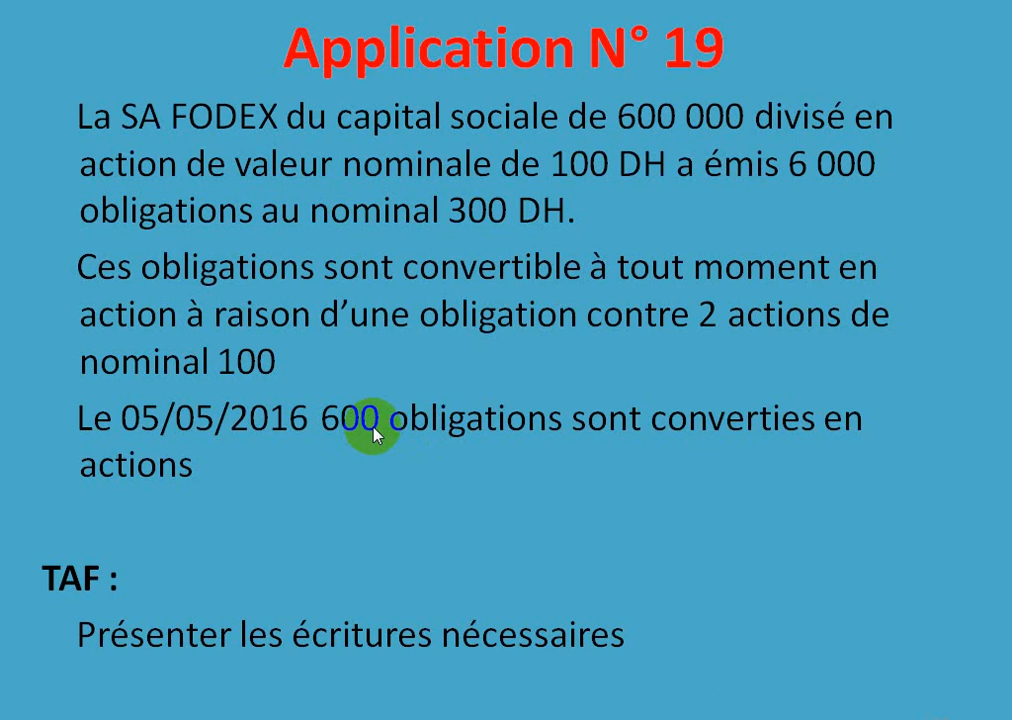 Application N° 19
La SA FODEX du capital sociale de 600 000 divisé en
action de valeur nominale de 100 DH a émis 6 000
obligations au nominal 300 DH.
Ces obligations sont convertible à tout moment en
action à raison d’une obligation contre 2 actions de
nominal 100
Le 05/05/2016 600 obligations sont converties en
actions
TAF :
Présenter les écritures nécessaires